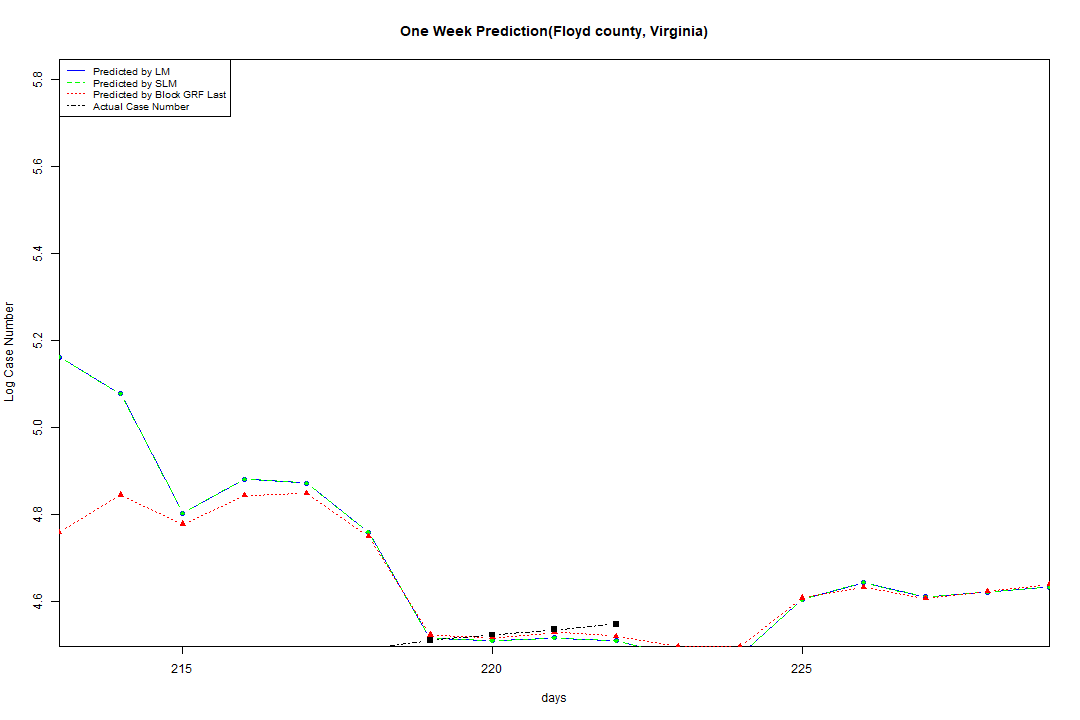 One Week Prediction(Floyd county, Virginia)
Predicted by LM
Predicted by SLM
Predicted by Block GRF Last
Actual Case Number
5.8
5.6
5.4
5.2
5.0
4.8
4.6
Log Case Number
215
220
225
days